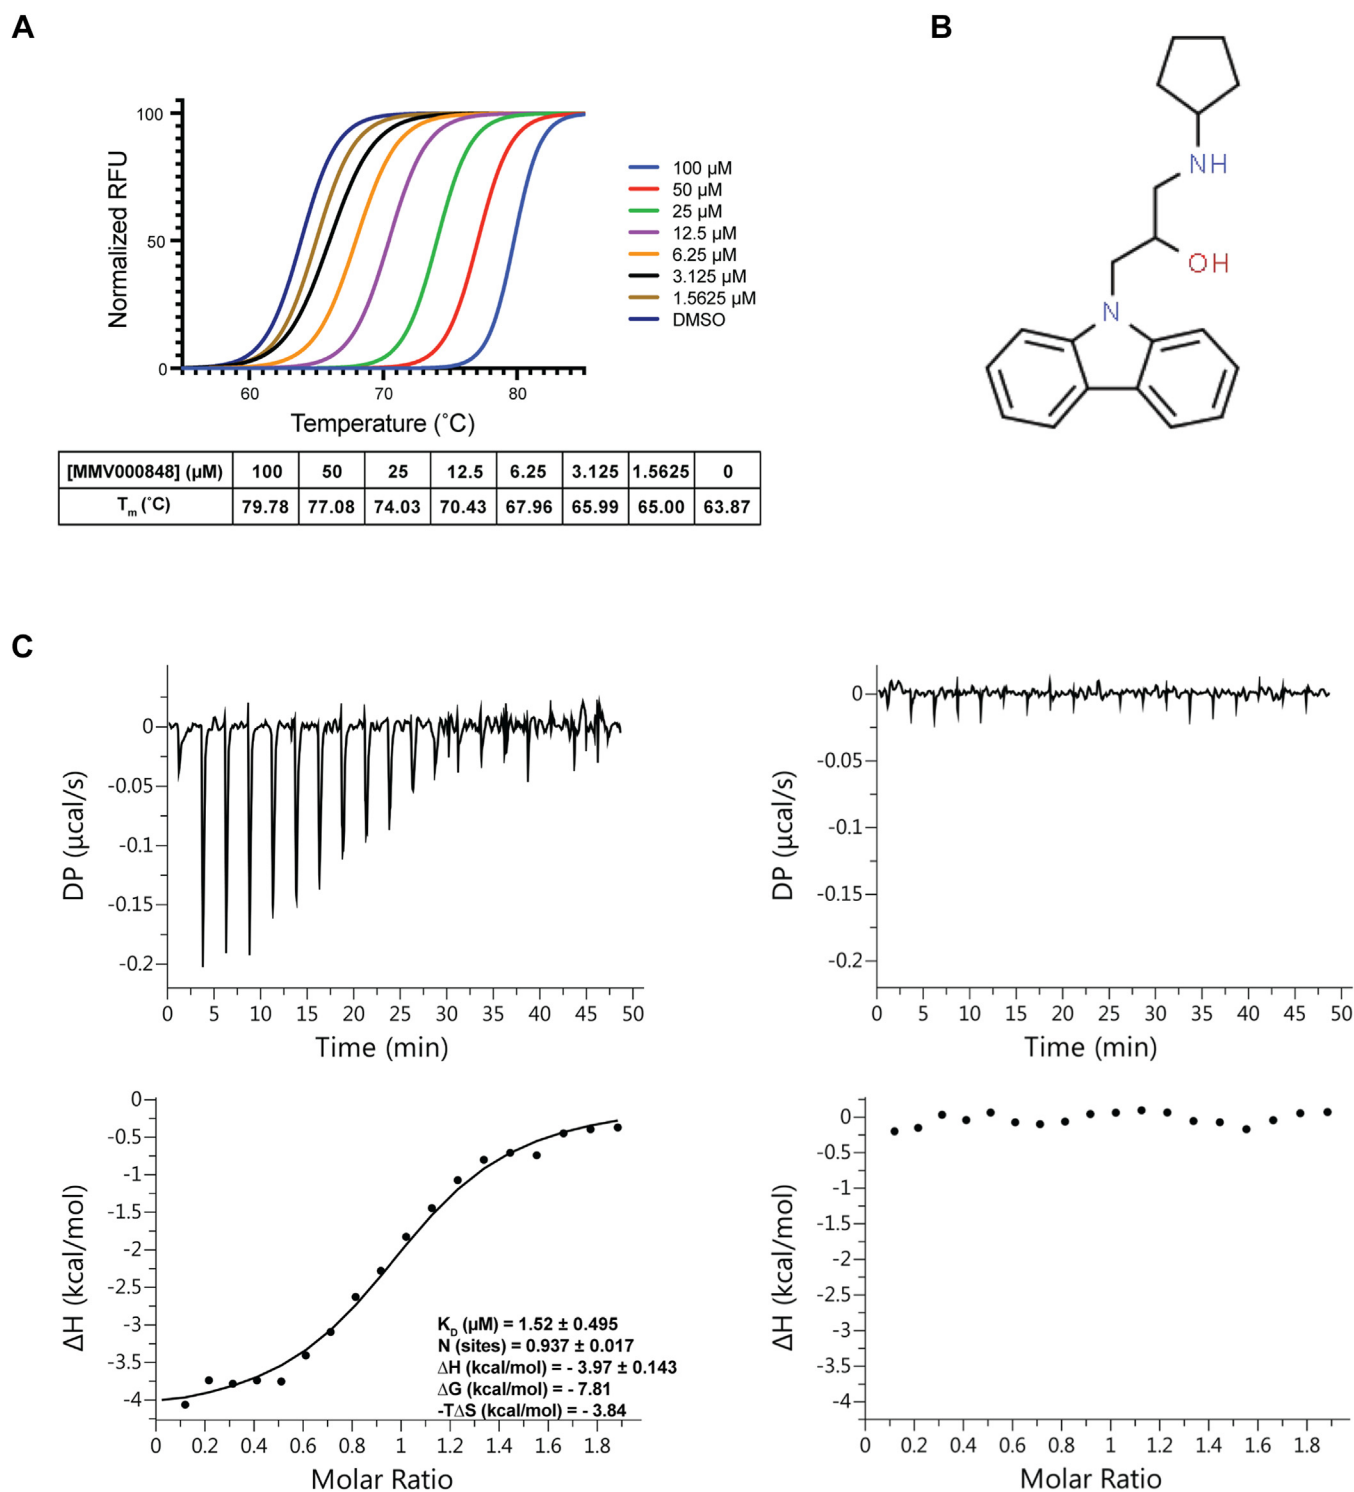 A
B
100
50
0
Normalized RFU
60
70
80
Temperature (˚C)
100 µM
50 µM
25 µM
12.5 µM
6.25 µM
3.125 µM
1.5625 µM
DMSO
NH
OH
N
[MMV000848] (µM) 100 50 25 12.5 6.25 3.125 1.5625 0
Tm (˚C) 79.78 77.08 74.03 70.43 67.96 65.99 65.00 63.87
C
0
-0.05
-0.1
-0.15
-0.2
DP (µcal/s)
0 5 10 15 20 25 30 35 40 45 50
Time (min)
0
-0.05
-0.1
-0.15
-0.2
DP (µcal/s)
0 5 10 15 20 25 30 35 40 45 50
Time (min)
0
-0.5
-1
-1.5
-2
-2.5
-3
-3.5
-4
ΔH (kcal/mol)
KD (µM) = 1.52 ± 0.495
N (sites) = 0.937 ± 0.017
ΔH (kcal/mol) = - 3.97 ± 0.143
ΔG (kcal/mol) = - 7.81
-TΔS (kcal/mol) = - 3.84
0 0.2 0.4 0.6 0.8 1 1.2 1.4 1.6 1.8
Molar Ratio
0
-0.5
-1
-1.5
-2
-2.5
-3
-3.5
-4
ΔH (kcal/mol)
0 0.2 0.4 0.6 0.8 1 1.2 1.4 1.6 1.8
Molar Ratio